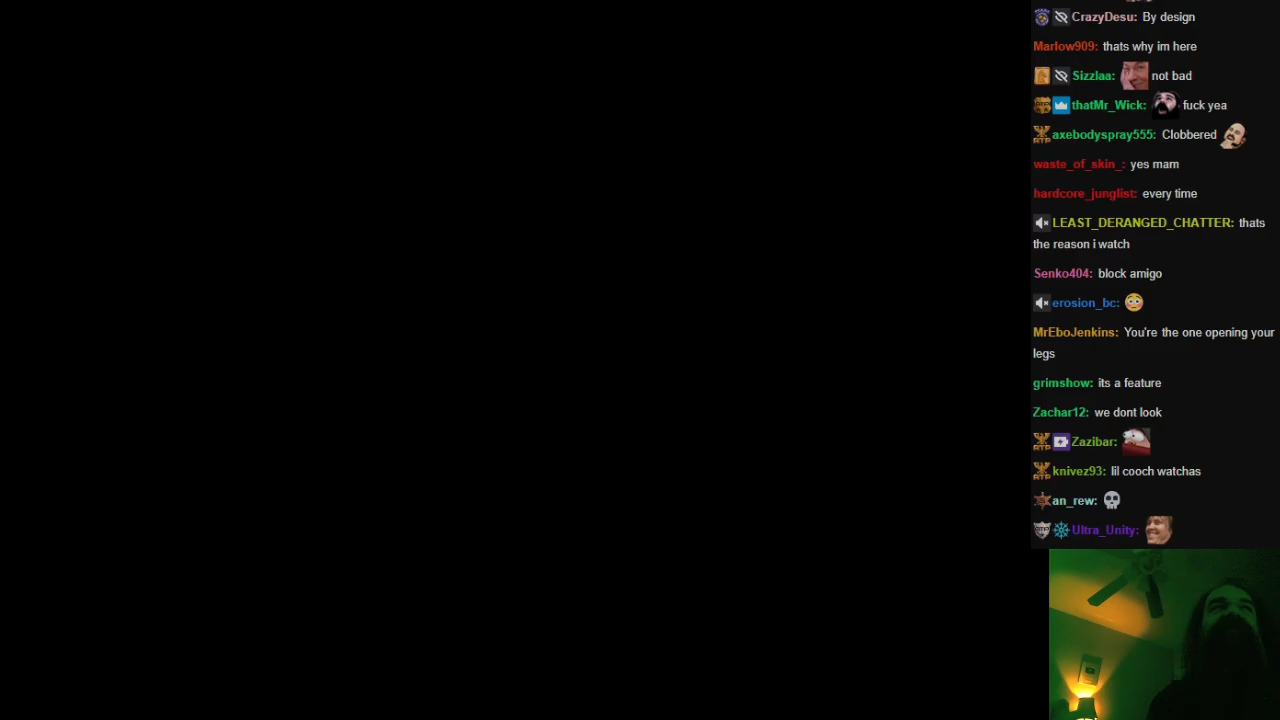 CrazyDesu: By design
Marlow909: thats why im here
Sizzlaa: not bad
thatMr_Wick: fuck yea
axebodyspray555: Clobbered
waste_of_skin_: yes mam
hardcore_junglist: every time
LEAST_DERANGED_CHATTER: thats
the reason i watch
Senko404: block amigo
erosion_bc: 😳
MrEboJenkins: You're the one opening your
legs
grimshow: its a feature
Zachar12: we dont look
Zazibar:
knivez93: lil cooch watchas
an_rew: 💀
Ultra_Unity: